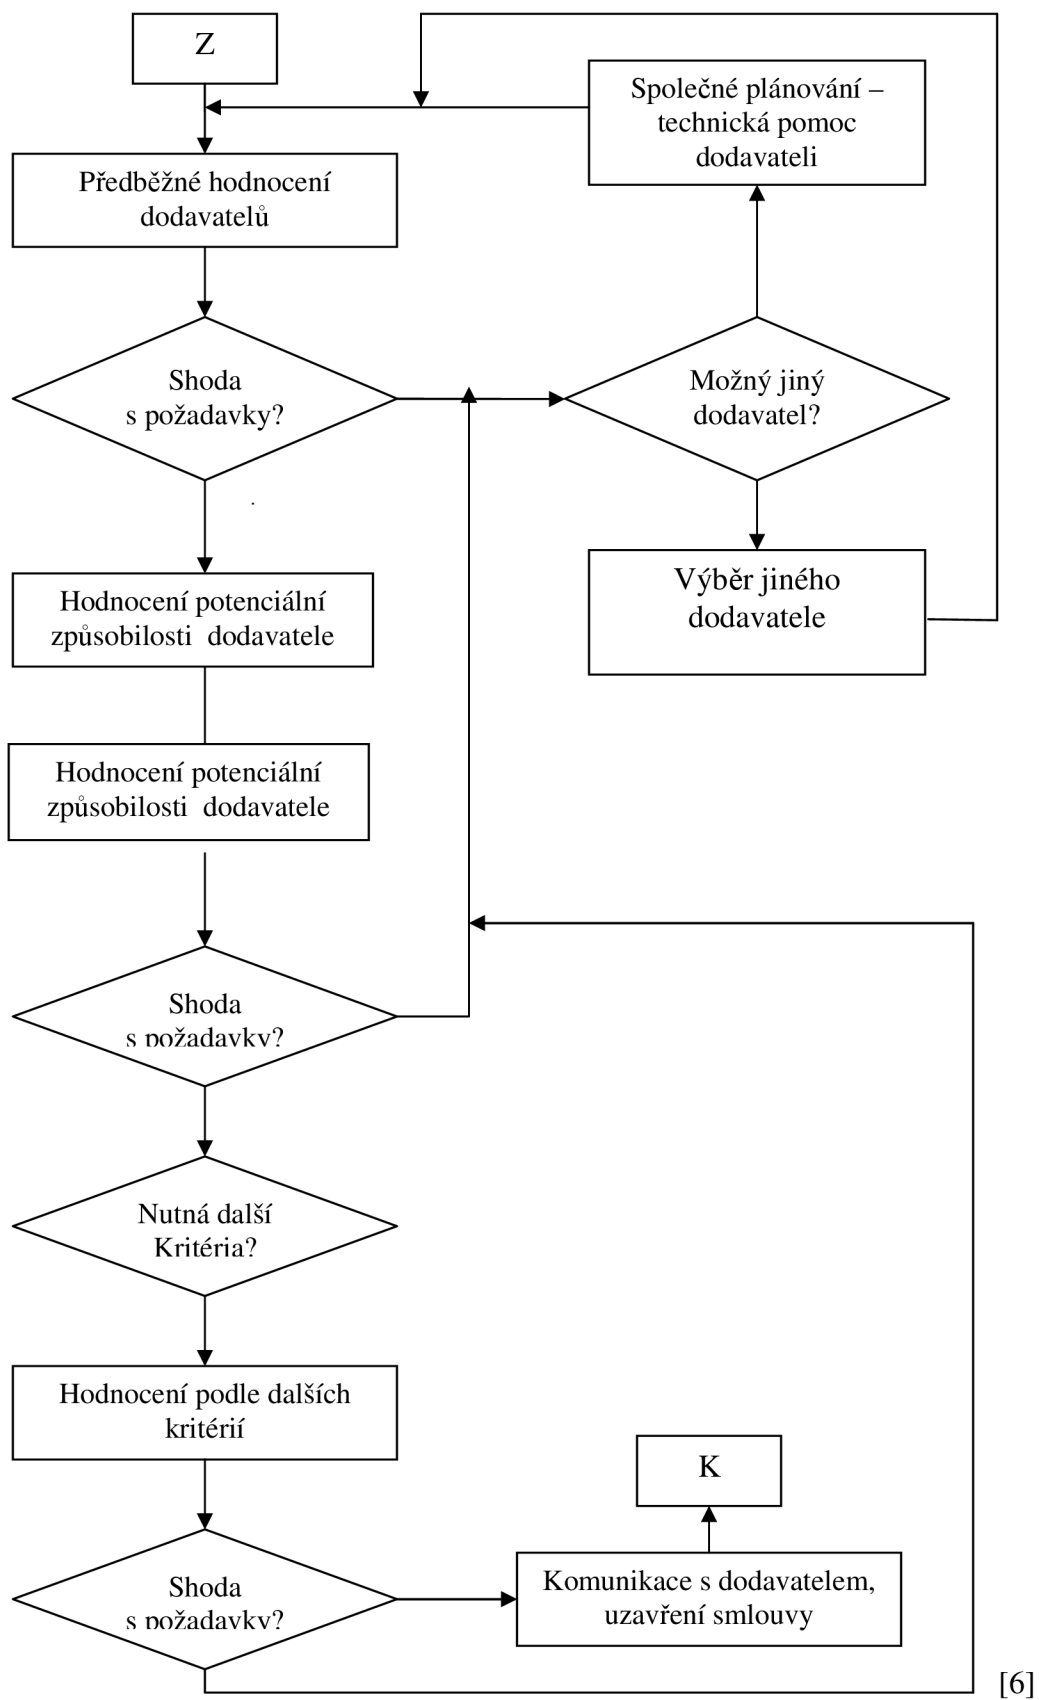 Z
Společné plánování –
technická pomoc
dodavateli
Předběžné hodnocení
dodavatelů
Shoda
s požadavky?
Možný jiný
dodavatel?
Výběr jiného
dodavatele
Hodnocení potenciální
způsobilosti dodavatele
Hodnocení potenciální
způsobilosti dodavatele
Shoda
s požadavky?
Nutná další
Kritéria?
Hodnocení podle dalších
kritérií
K
Shoda
s požadavky?
Komunikace s dodavatelem,
uzavření smlouvy
[6]